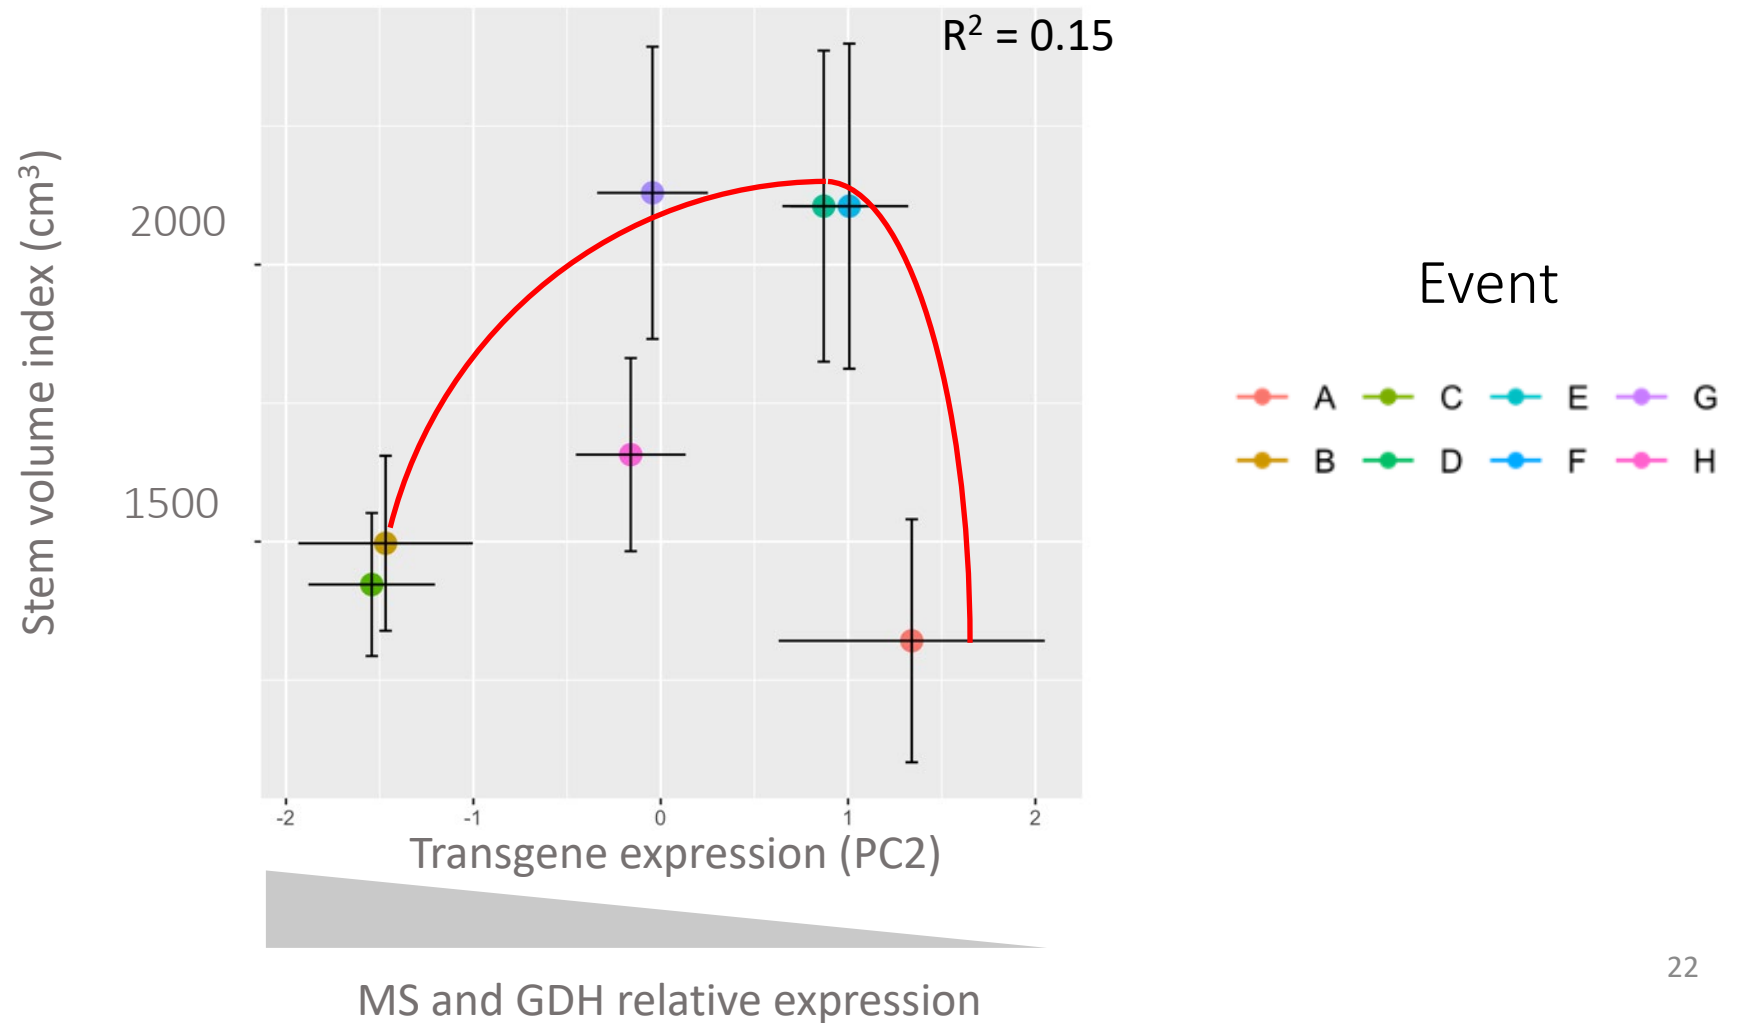 R² = 0.15
Stem volume index (cm³)
2000
1500
-2 -1 0 1 2
Transgene expression (PC2)
MS and GDH relative expression
Event
A C E G
B D F H
22